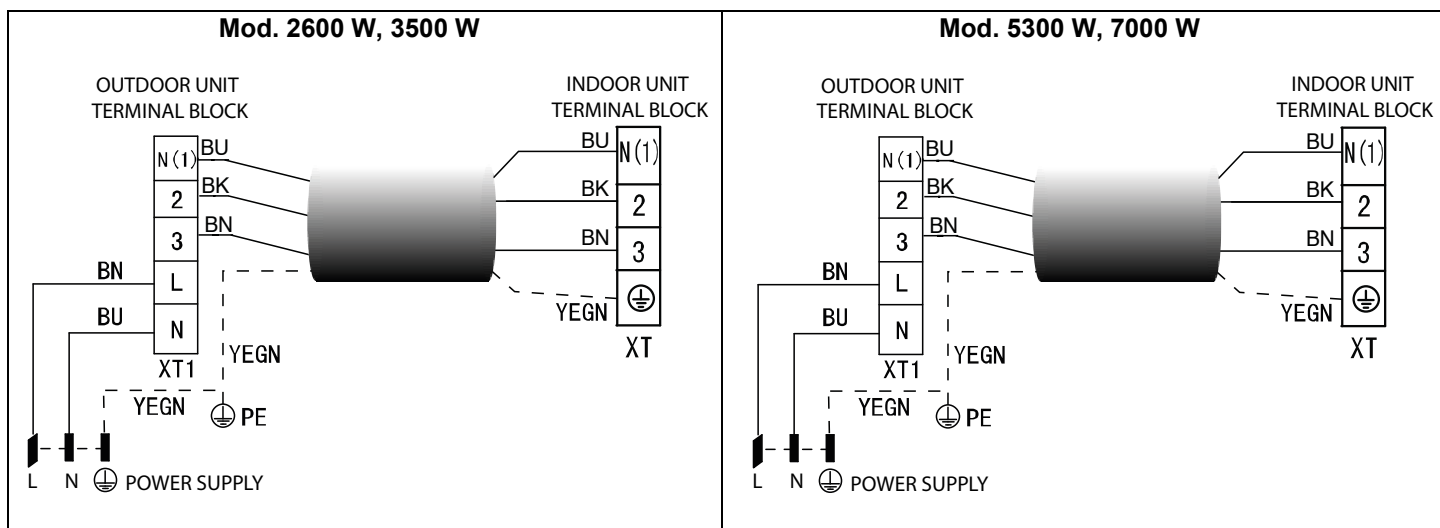 Mod. 2600 W, 3500 W
OUTDOOR UNIT
TERMINAL BLOCK
INDOOR UNIT
TERMINAL BLOCK
N(1) BU
BU N(1)
2 BK
BK 2
3 BN
BN 3
BN L
YEGN
BU N
XT
YEGN
XT1
YEGN
PE
L N POWER SUPPLY
Mod. 5300 W, 7000 W
OUTDOOR UNIT
TERMINAL BLOCK
INDOOR UNIT
TERMINAL BLOCK
N(1) BU
BU N(1)
2 BK
BK 2
3 BN
BN 3
BN L
YEGN
BU N
XT
YEGN
XT1
YEGN
PE
L N POWER SUPPLY